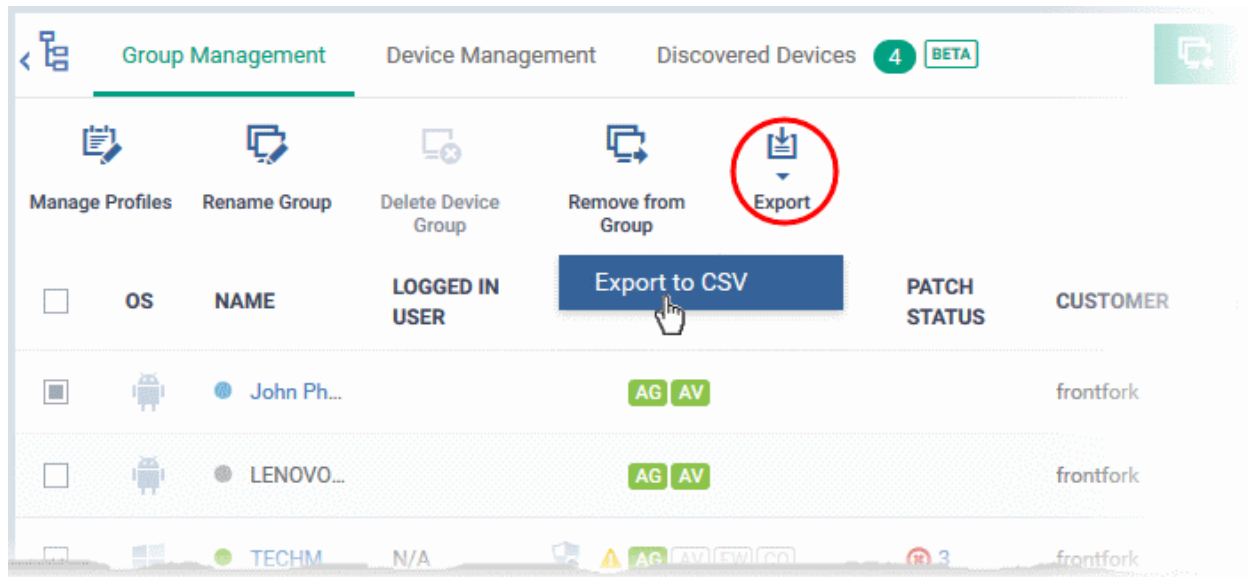 Group Management Device Management Discovered Devices 4 BETA
Manage Profiles Rename Group Delete Device Group Remove from Group Export
Export to CSV
OS NAME LOGGED IN USER PATCH STATUS CUSTOMER
John Ph... AG AV frontfork
LENOVO... AG AV frontfork
TECHM N/A AG AV FW CO 3 frontfork